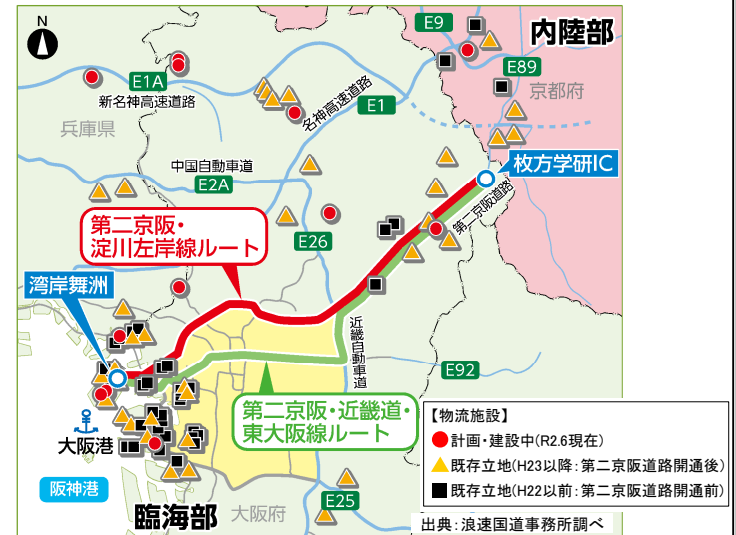 N
E9
内陸部
E89
京都府
E1A
新名神高速道路
名神高速道路
E1
兵庫県
中国自動車道
E2A
枚方学研IC
第二京阪道路
第二京阪・
淀川左岸線ルート
E26
湾岸舞洲
近畿自動車道
E92
第二京阪・近畿道・
東大阪線ルート
大阪港
阪神港
臨海部
大阪府
E25
【物流施設】
計画・建設中(R2.6現在)
既存立地(H23以降：第二京阪道路開通後)
既存立地(H22以前：第二京阪道路開通前)
出典：浪速国道事務所調べ